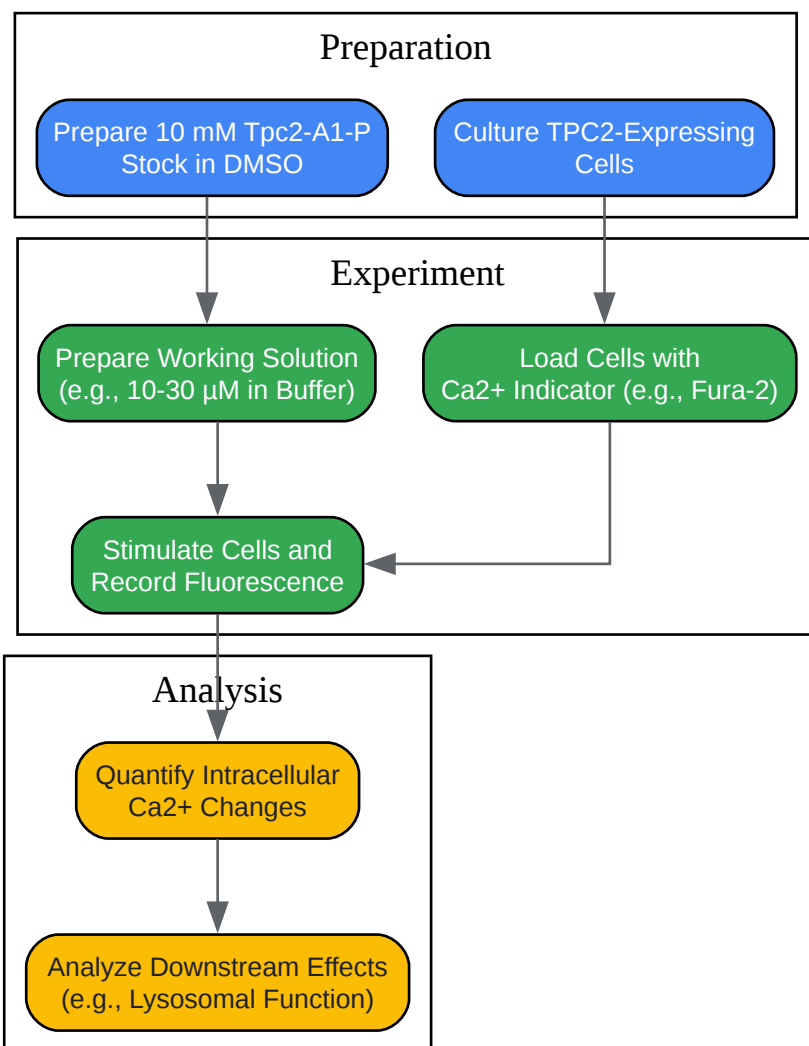 Preparation
Prepare 10 mM Tpc2-A1-P
Stock in DMSO
Culture TPC2-Expressing
Cells
Experiment
Prepare Working Solution
(e.g., 10-30 µM in Buffer)
Load Cells with
Ca2+ Indicator (e.g., Fura-2)
Stimulate Cells and
Record Fluorescence
Analysis
Quantify Intracellular
Ca2+ Changes
Analyze Downstream Effects
(e.g., Lysosomal Function)